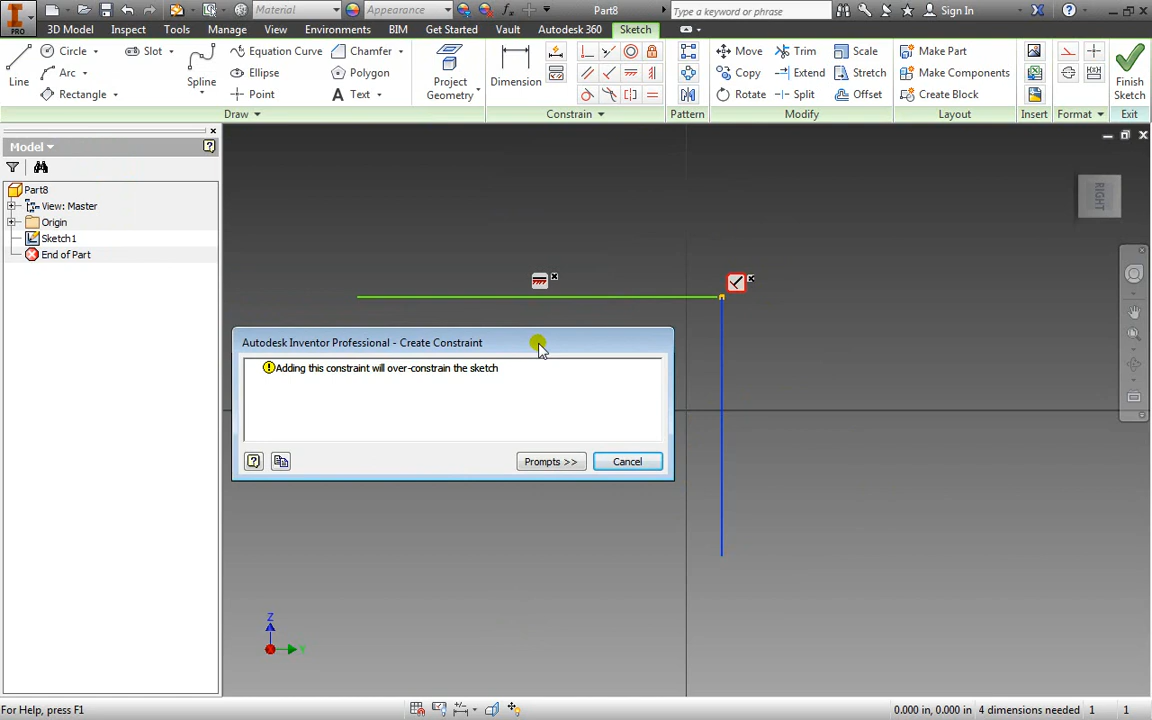 Material
Appearance
Part8
Type a keyword or phrase
Sign In
PRO
3D Model
Inspect
Tools
Manage
View
Environments
BIM
Get Started
Vault
Autodesk 360
Sketch
Line
Circle
Arc
Rectangle
Slot
Spline
Equation Curve
Ellipse
Point
Chamfer
Polygon
Text
Project
Geometry
Dimension
Move
Copy
Rotate
Trim
Extend
Split
Scale
Stretch
Offset
Make Part
Make Components
Create Block
Finish
Sketch
Draw
Constrain
Pattern
Modify
Layout
Insert
Format
Exit
Model
Part8
View: Master
Origin
Sketch1
End of Part
RIGHT
Autodesk Inventor Professional - Create Constraint
Adding this constraint will over-constrain the sketch
Prompts >>
Cancel
Z
Y
For Help, press F1
0.000 in, 0.000 in
4 dimensions needed
1
1